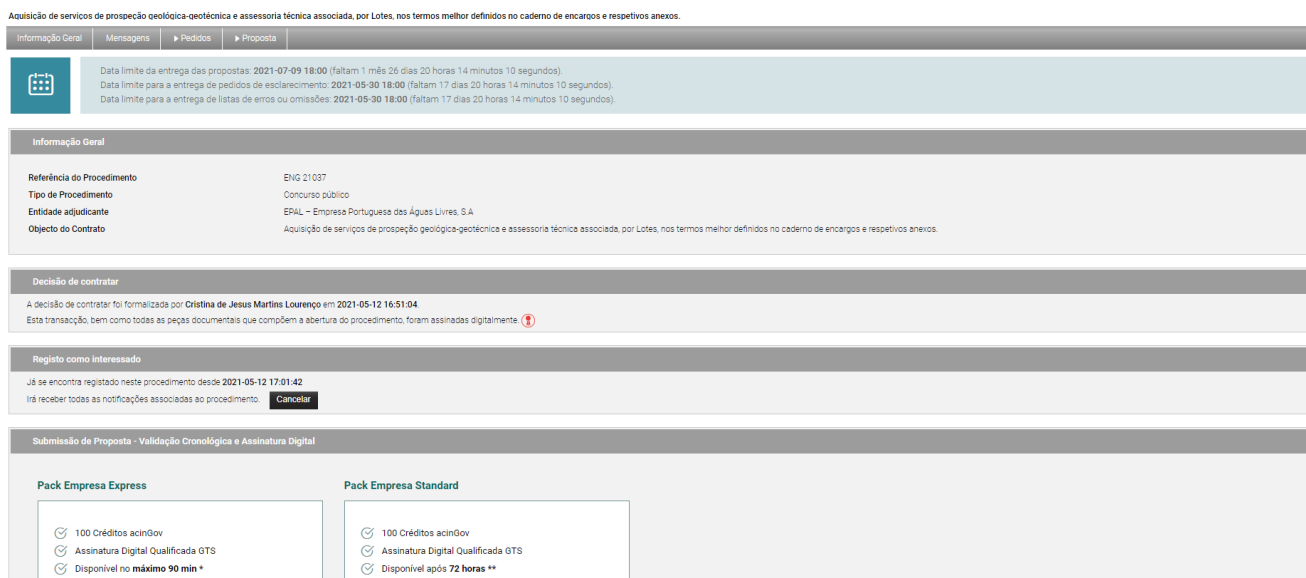 Aquisição de serviços de prospeção geológica-geotécnica e assessoria técnica associada, por Lotes, nos termos melhor definidos no caderno de encargos e respetivos anexos.
Informação Geral Mensagens Pedidos Proposta
Data limite da entrega das propostas: 2021-07-09 18:00 (faltam 1 mês 26 dias 20 horas 14 minutos 10 segundos).
Data limite para a entrega de pedidos de esclarecimento: 2021-05-30 18:00 (faltam 17 dias 20 horas 14 minutos 10 segundos).
Data limite para a entrega de listas de erros ou omissões: 2021-05-30 18:00 (faltam 17 dias 20 horas 14 minutos 10 segundos).
Informação Geral
Referência do Procedimento ENG 21037
Tipo de Procedimento Concurso público
Entidade adjudicante EPAL – Empresa Portuguesa das Águas Livres, S.A
Objecto do Contrato Aquisição de serviços de prospeção geológica-geotécnica e assessoria técnica associada, por Lotes, nos termos melhor definidos no caderno de encargos e respetivos anexos.
Decisão de contratar
A decisão de contratar foi formalizada por Cristina de Jesus Martins Lourenço em 2021-05-12 16:51:04.
Esta transacção, bem como todas as peças documentais que compõem a abertura do procedimento, foram assinadas digitalmente.
Registo como interessado
Já se encontra registado neste procedimento desde 2021-05-12 17:01:42
Irá receber todas as notificações associadas ao procedimento. Cancelar
Submissão de Proposta - Validação Cronológica e Assinatura Digital
Pack Empresa Express Pack Empresa Standard
100 Créditos acinGov 100 Créditos acinGov
Assinatura Digital Qualificada GTS Assinatura Digital Qualificada GTS
Disponível no máximo 90 min * Disponível após 72 horas **